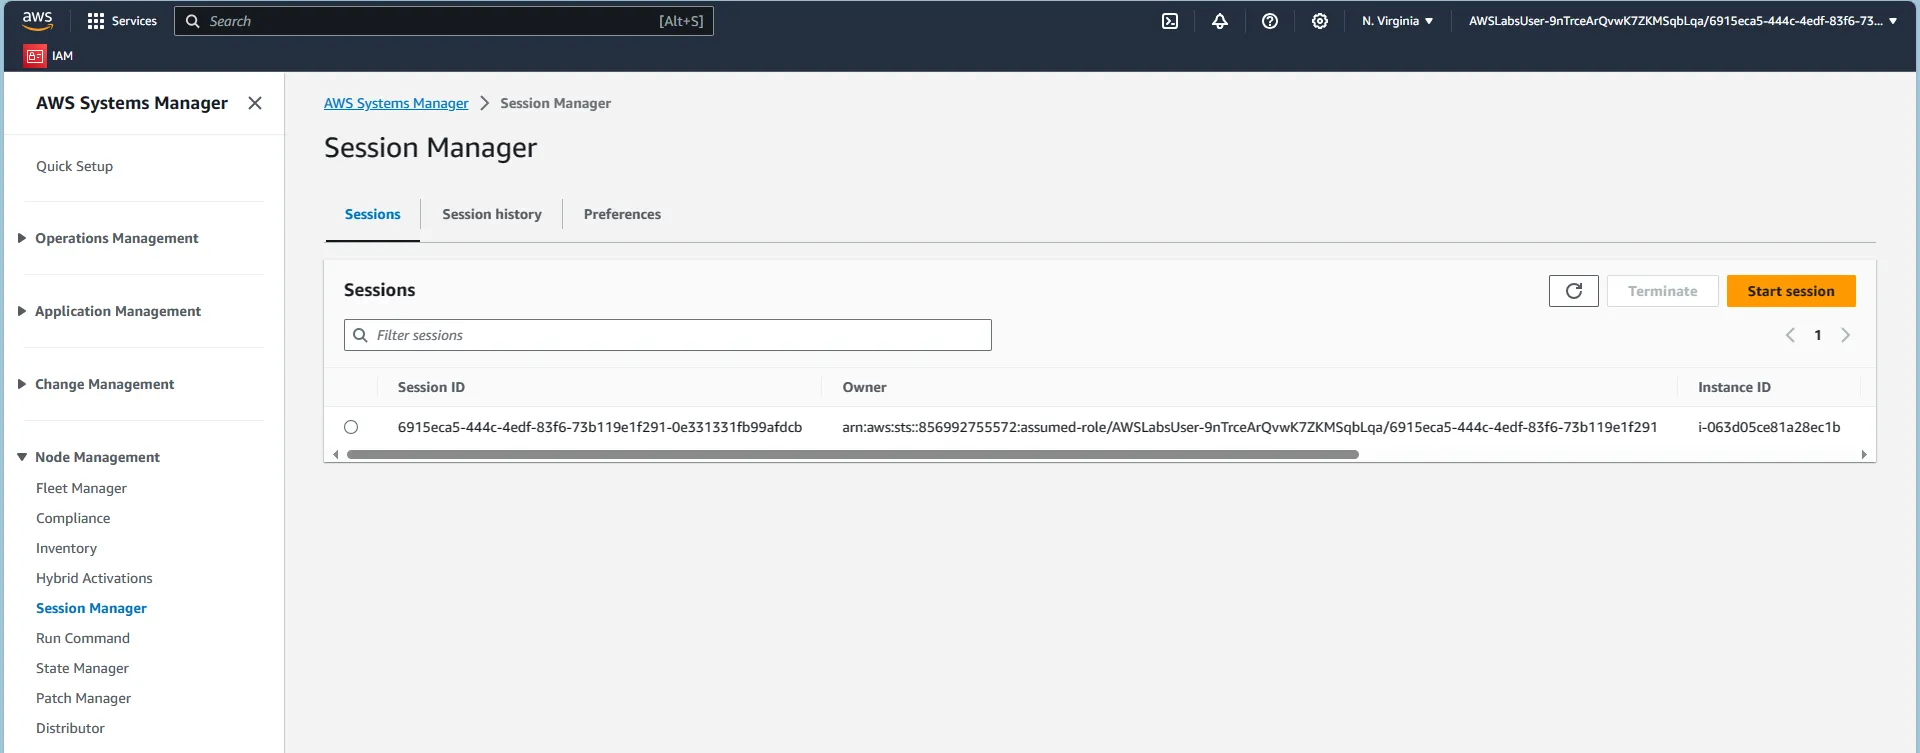 aws
Services
Search
[Alt+S]
N. Virginia
AWSLabsUser-9nTrceArQvwK7ZKMSqbLqa/6915eca5-444c-4edf-83f6-73...
IAM
AWS Systems Manager
Quick Setup
Operations Management
Application Management
Change Management
Node Management
Fleet Manager
Compliance
Inventory
Hybrid Activations
Session Manager
Run Command
State Manager
Patch Manager
Distributor
AWS Systems Manager
Session Manager
Session Manager
Sessions
Session history
Preferences
Sessions
Terminate
Start session
Filter sessions
1
Session ID
Owner
Instance ID
6915eca5-444c-4edf-83f6-73b119e1f291-0e331331fb99afdcb
arn:aws:sts::856992755572:assumed-role/AWSLabsUser-9nTrceArQvwK7ZKMSqbLqa/6915eca5-444c-4edf-83f6-73b119e1f291
i-063d05ce81a28ec1b